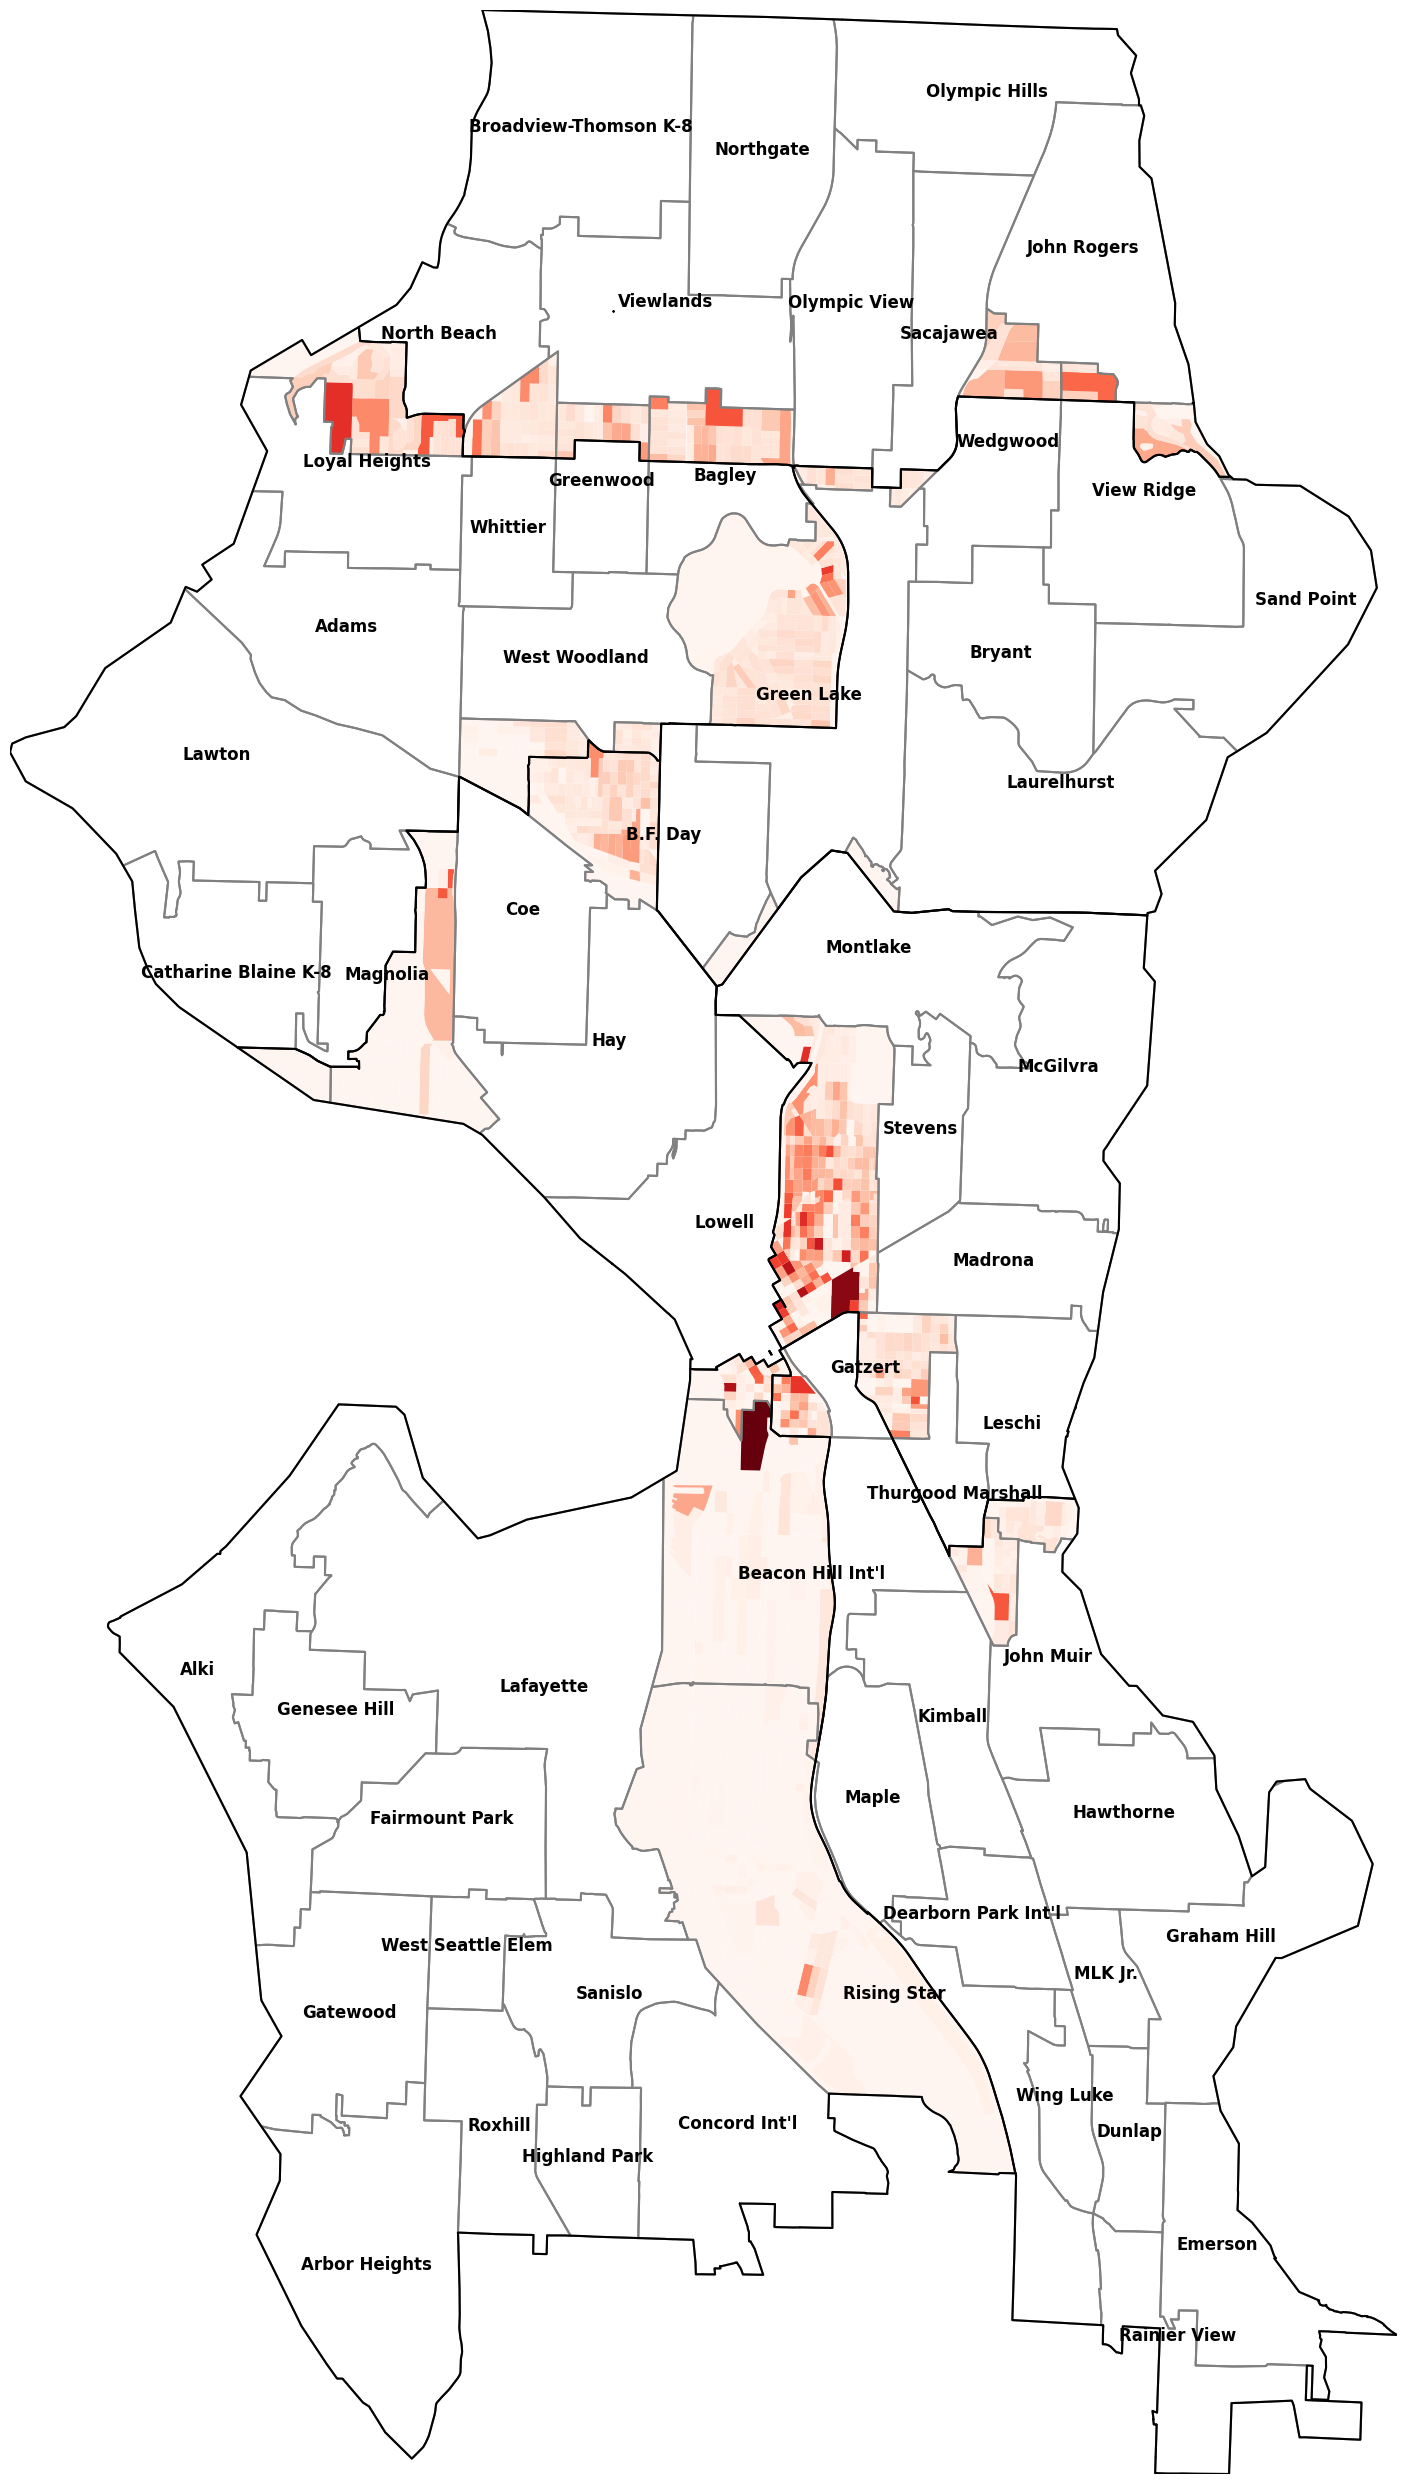 Olympic Hills
Broadview-Thomson K-8
Northgate
John Rogers
Viewlands
Olympic View
North Beach
Sacajawea
Wedgwood
Loyal Heights
Bagley
Greenwood
View Ridge
Whittier
Sand Point
Adams
Bryant
West Woodland
Green Lake
Lawton
Laurelhurst
B.F. Day
Coe
Montlake
Catharine Blaine K-8
Magnolia
Hay
McGilvra
Stevens
Lowell
Madrona
Gatzert
Leschi
Thurgood Marshall
Beacon Hill Int'l
John Muir
Alki
Lafayette
Genesee Hill
Kimball
Maple
Hawthorne
Fairmount Park
Dearborn Park Int'l
Graham Hill
West Seattle Elem
MLK Jr.
Sanislo
Rising Star
Gatewood
Wing Luke
Concord Int'l
Roxhill
Dunlap
Highland Park
Emerson
Arbor Heights
Rainier View